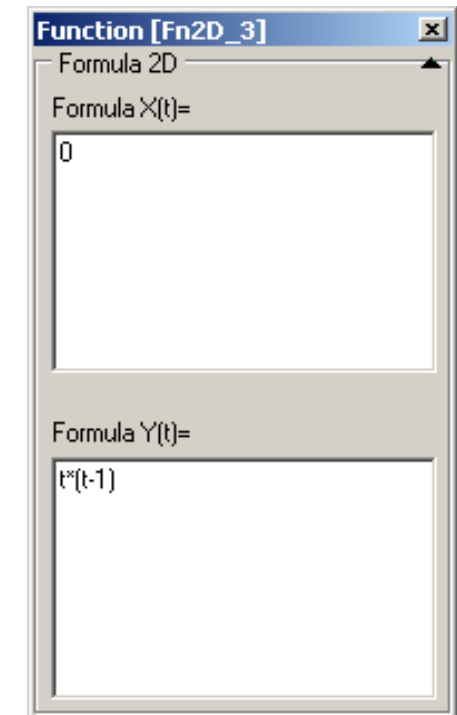 Function [Fn2D_3]
Formula 2D
Formula X(t)=
0
Formula Y(t)=
t*(t-1)